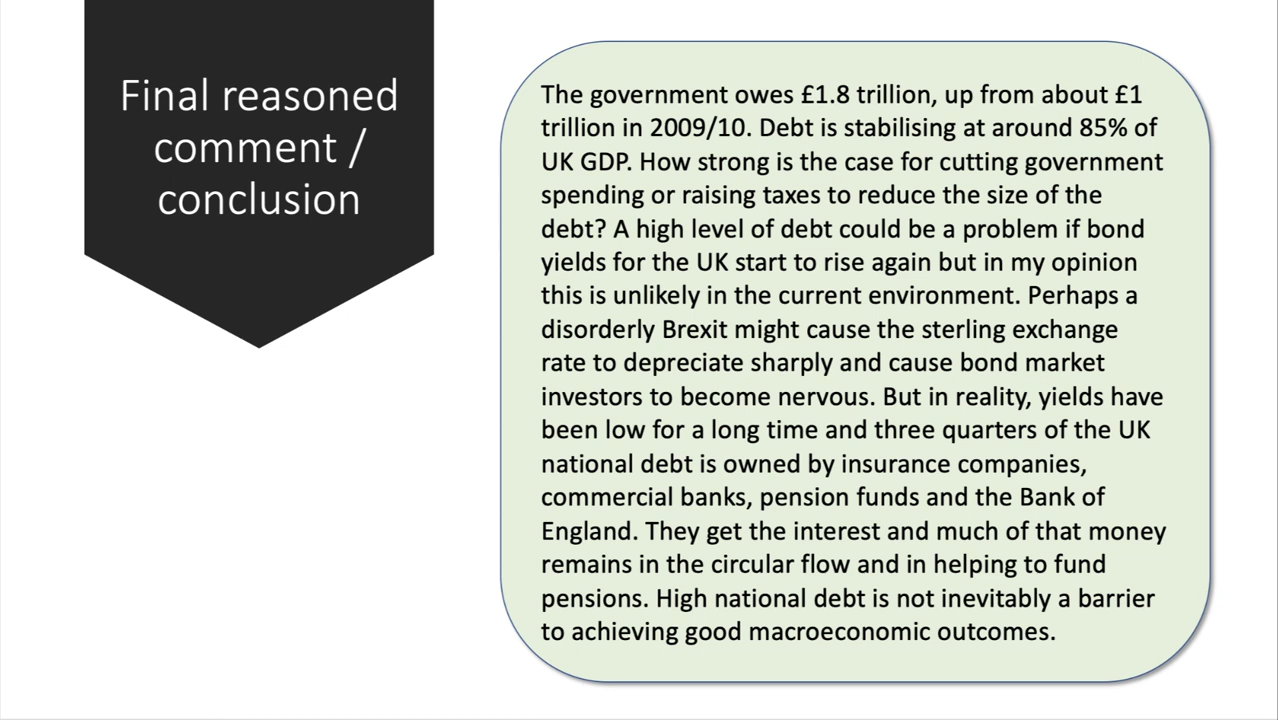 Final reasoned
comment /
conclusion
The government owes £1.8 trillion, up from about £1
trillion in 2009/10. Debt is stabilising at around 85% of
UK GDP. How strong is the case for cutting government
spending or raising taxes to reduce the size of the
debt? A high level of debt could be a problem if bond
yields for the UK start to rise again but in my opinion
this is unlikely in the current environment. Perhaps a
disorderly Brexit might cause the sterling exchange
rate to depreciate sharply and cause bond market
investors to become nervous. But in reality, yields have
been low for a long time and three quarters of the UK
national debt is owned by insurance companies,
commercial banks, pension funds and the Bank of
England. They get the interest and much of that money
remains in the circular flow and in helping to fund
pensions. High national debt is not inevitably a barrier
to achieving good macroeconomic outcomes.